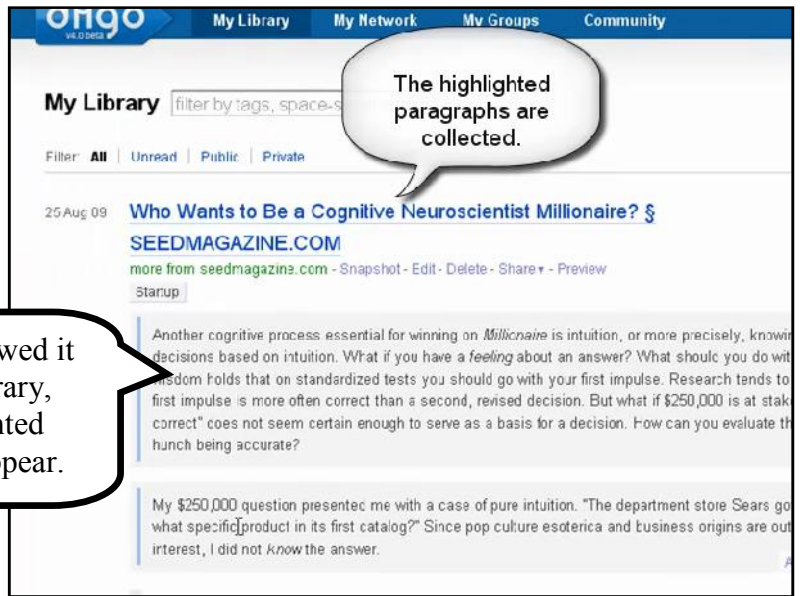 v4.0 beta
My Library My Network My Groups Community
The highlighted
paragraphs are
collected.
My Library filter by tags, space-s
Filter: All | Unread | Public | Private
25 Aug 09 Who Wants to Be a Cognitive Neuroscientist Millionaire? §
SEEDMAGAZINE.COM
more from seedmagazine.com - Snapshot - Edit - Delete - Share ▾ - Preview
Startup
wed it
rary,
hted
pear.
Another cognitive process essential for winning on Millionaire is intuition, or more precisely, knowin
decisions based on intuition. What if you have a feeling about an answer? What should you do wit
wisdom holds that on standardized tests you should go with your first impulse. Research tends to
first impulse is more often correct than a second, revised decision. But what if $250,000 is at stak
correct" does not seem certain enough to serve as a basis for a decision. How can you evaluate th
hunch being accurate?
My $250,000 question presented me with a case of pure intuition. "The department store Sears go
what specific product in its first catalog?" Since pop culture esoterica and business origins are out
interest, I did not know the answer.